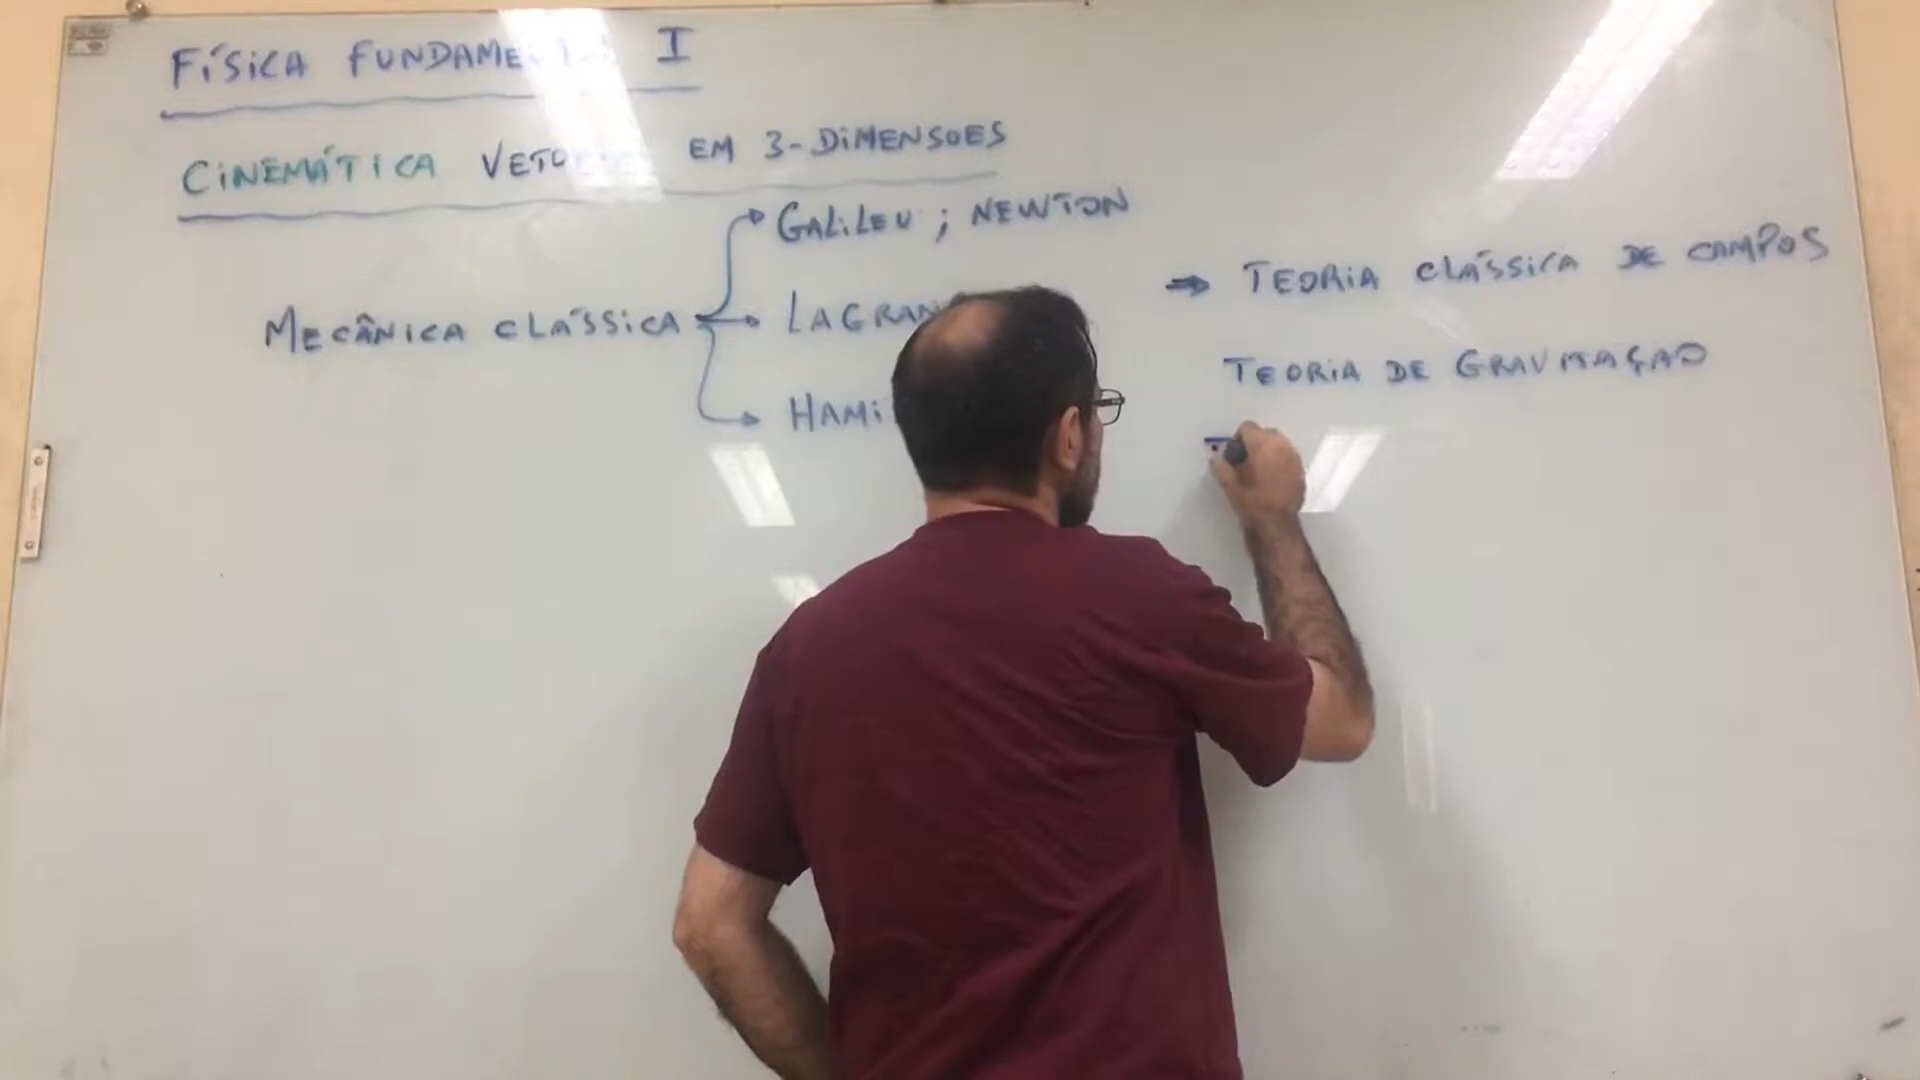 FÍSICA FUNDAMENTAL I
CINEMÁTICA VETORIAL EM 3-DIMENSOES
GALILEU ; NEWTON
MECÂNICA CLÁSSICA
LAGRAN
HAMI
⇒ TEORIA CLÁSSICA DE CAMPOS
TEORIA DE GRAVITAÇAO